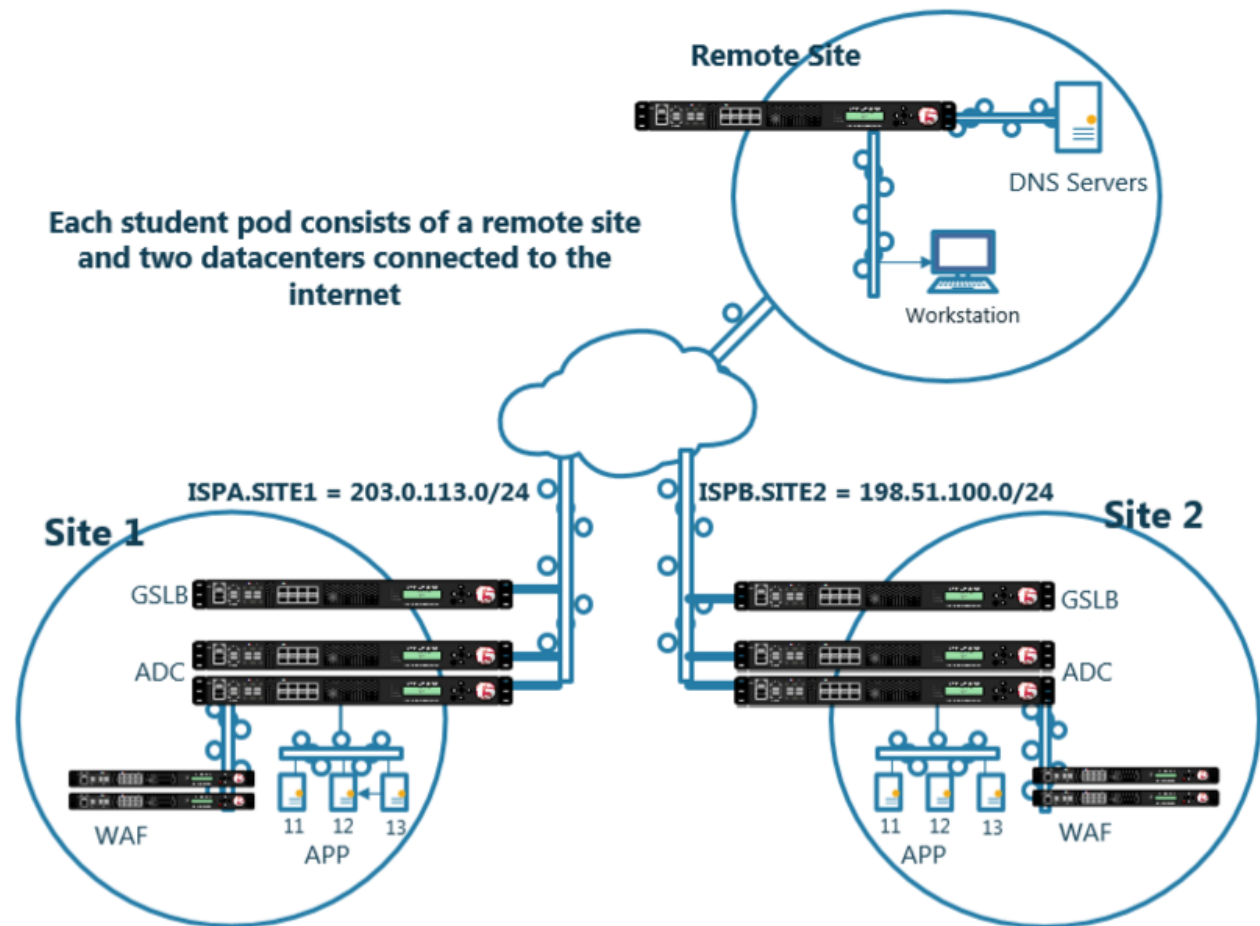 Remote Site
DNS Servers
Each student pod consists of a remote site
and two datacenters connected to the
internet
Workstation
ISPA.SITE1 = 203.0.113.0/24
ISPB.SITE2 = 198.51.100.0/24
Site 1
Site 2
GSLB
GSLB
ADC
ADC
11 12 13
APP
WAF
11 12 13
APP
WAF